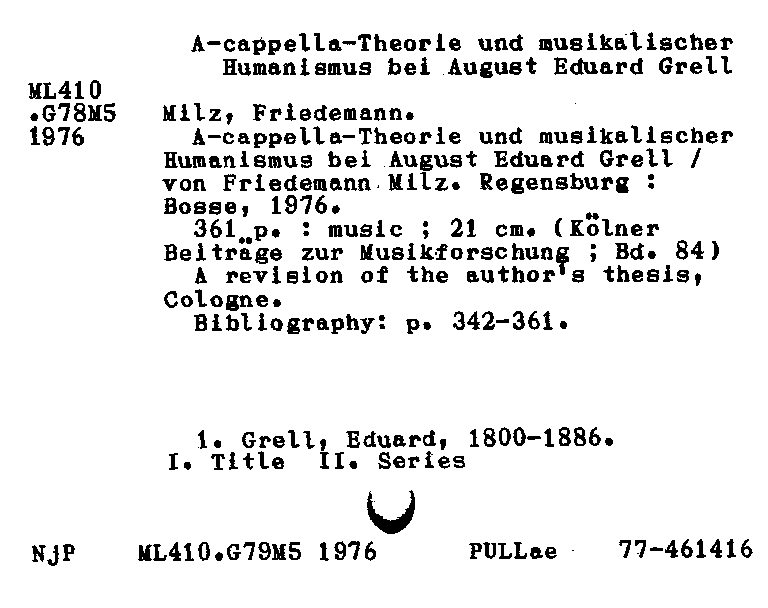 A-cappella-Theorie und musikalischer
Humanismus bei August Eduard Grell
ML410
.G78M5 Milz, Friedemann.
1976 A-cappella-Theorie und musikalischer
Humanismus bei August Eduard Grell /
von Friedemann Milz. Regensburg :
Bosse, 1976.
361 p. : music ; 21 cm. (Kölner
Beiträge zur Musikforschung ; Bd. 84)
A revision of the author's thesis,
Cologne.
Bibliography: p. 342-361.
1. Grell, Eduard, 1800-1886.
I. Title II. Series
NjP ML410.G79M5 1976 PULLae 77-461416